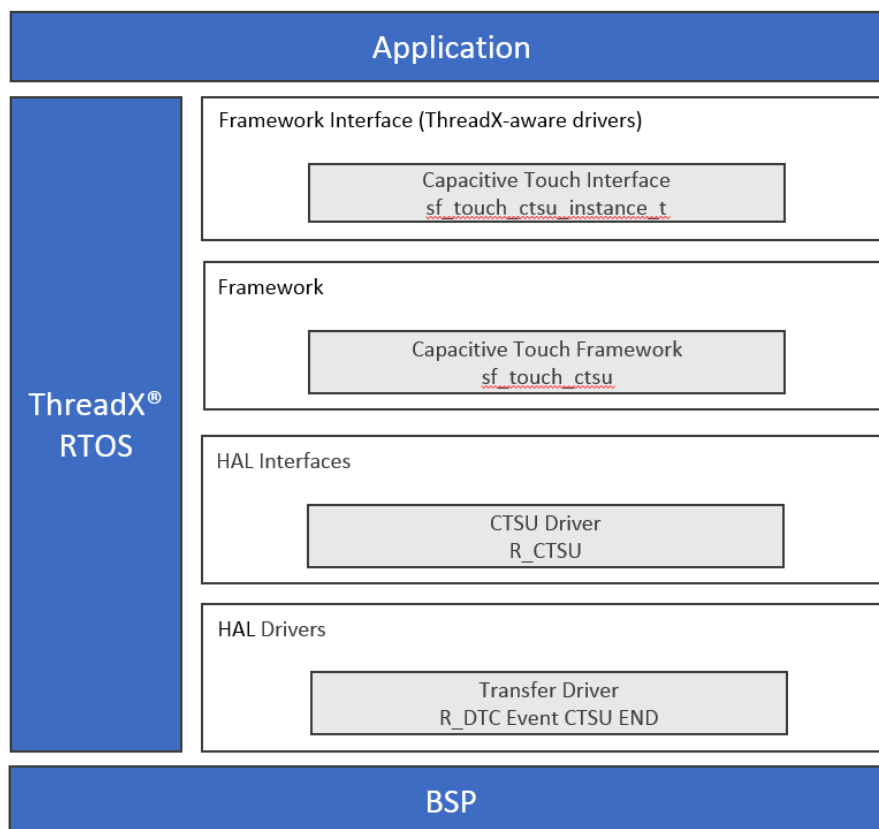 Application
ThreadX®
RTOS
Framework Interface (ThreadX-aware drivers)
Capacitive Touch Interface
sf_touch_ctsu_instance_t
Framework
Capacitive Touch Framework
sf_touch_ctsu
HAL Interfaces
CTSU Driver
R_CTSU
HAL Drivers
Transfer Driver
R_DTC Event CTSU END
BSP